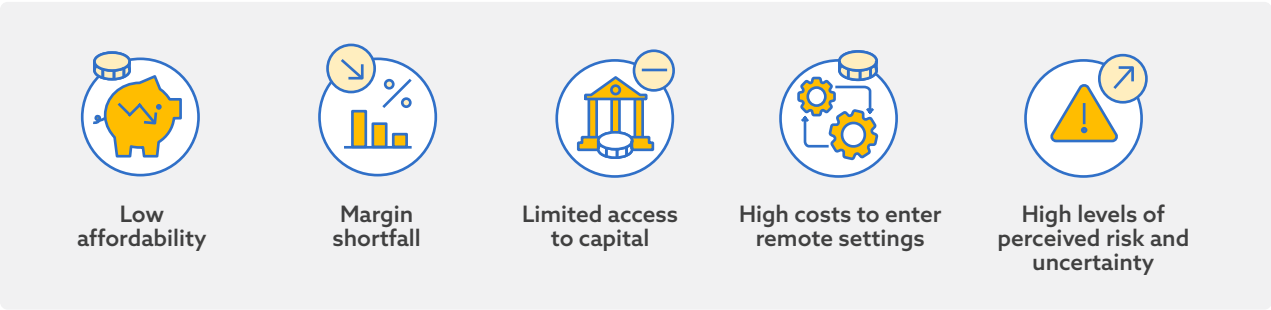 Low
affordability
Margin
shortfall
Limited access
to capital
High costs to enter
remote settings
High levels of
perceived risk and
uncertainty